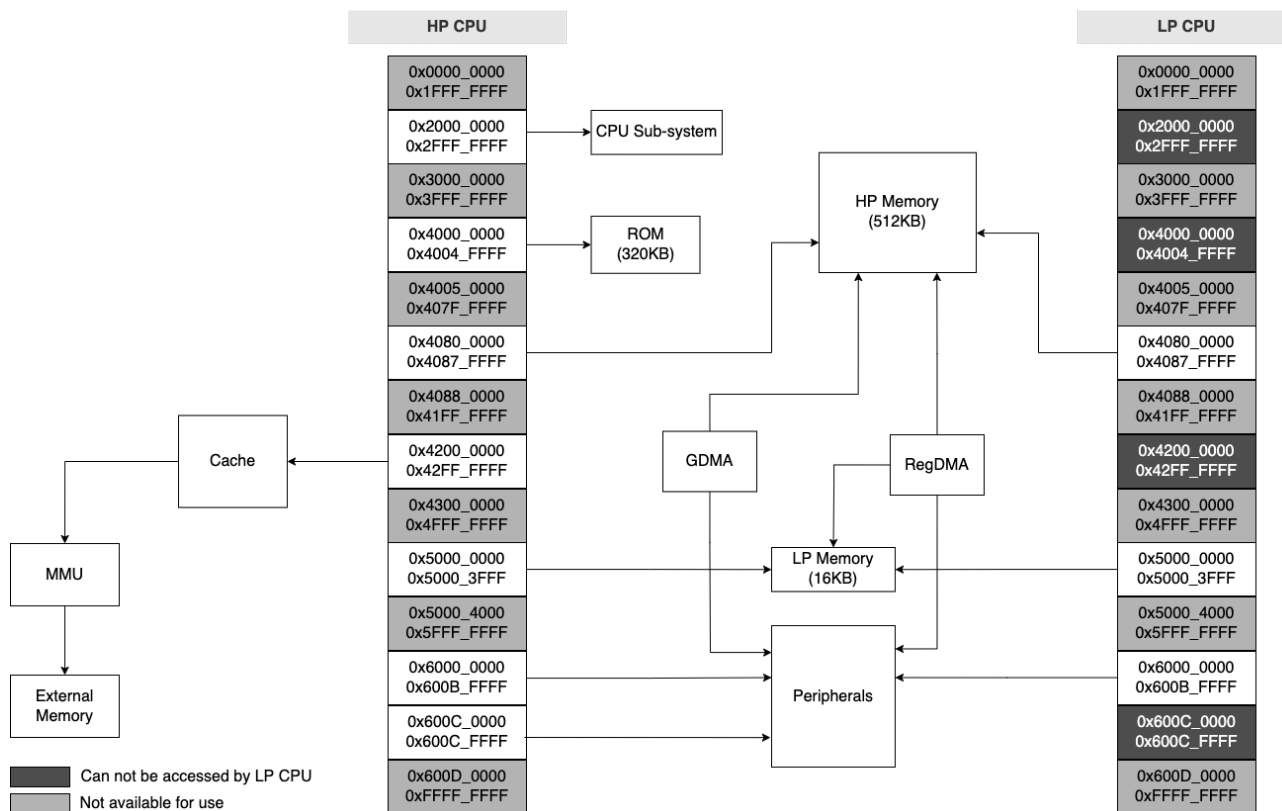 HP CPU
LP CPU
0x0000_0000
0x1FFF_FFFF
0x2000_0000
0x2FFF_FFFF
0x3000_0000
0x3FFF_FFFF
0x4000_0000
0x4004_FFFF
0x4005_0000
0x407F_FFFF
0x4080_0000
0x4087_FFFF
0x4088_0000
0x41FF_FFFF
0x4200_0000
0x42FF_FFFF
0x4300_0000
0x4FFF_FFFF
0x5000_0000
0x5000_3FFF
0x5000_4000
0x5FFF_FFFF
0x6000_0000
0x600B_FFFF
0x600C_0000
0x600C_FFFF
0x600D_0000
0xFFFF_FFFF
CPU Sub-system
ROM
(320KB)
HP Memory
(512KB)
Cache
MMU
External
Memory
GDMA
RegDMA
LP Memory
(16KB)
Peripherals
0x0000_0000
0x1FFF_FFFF
0x2000_0000
0x2FFF_FFFF
0x3000_0000
0x3FFF_FFFF
0x4000_0000
0x4004_FFFF
0x4005_0000
0x407F_FFFF
0x4080_0000
0x4087_FFFF
0x4088_0000
0x41FF_FFFF
0x4200_0000
0x42FF_FFFF
0x4300_0000
0x4FFF_FFFF
0x5000_0000
0x5000_3FFF
0x5000_4000
0x5FFF_FFFF
0x6000_0000
0x600B_FFFF
0x600C_0000
0x600C_FFFF
0x600D_0000
0xFFFF_FFFF
Can not be accessed by LP CPU
Not available for use